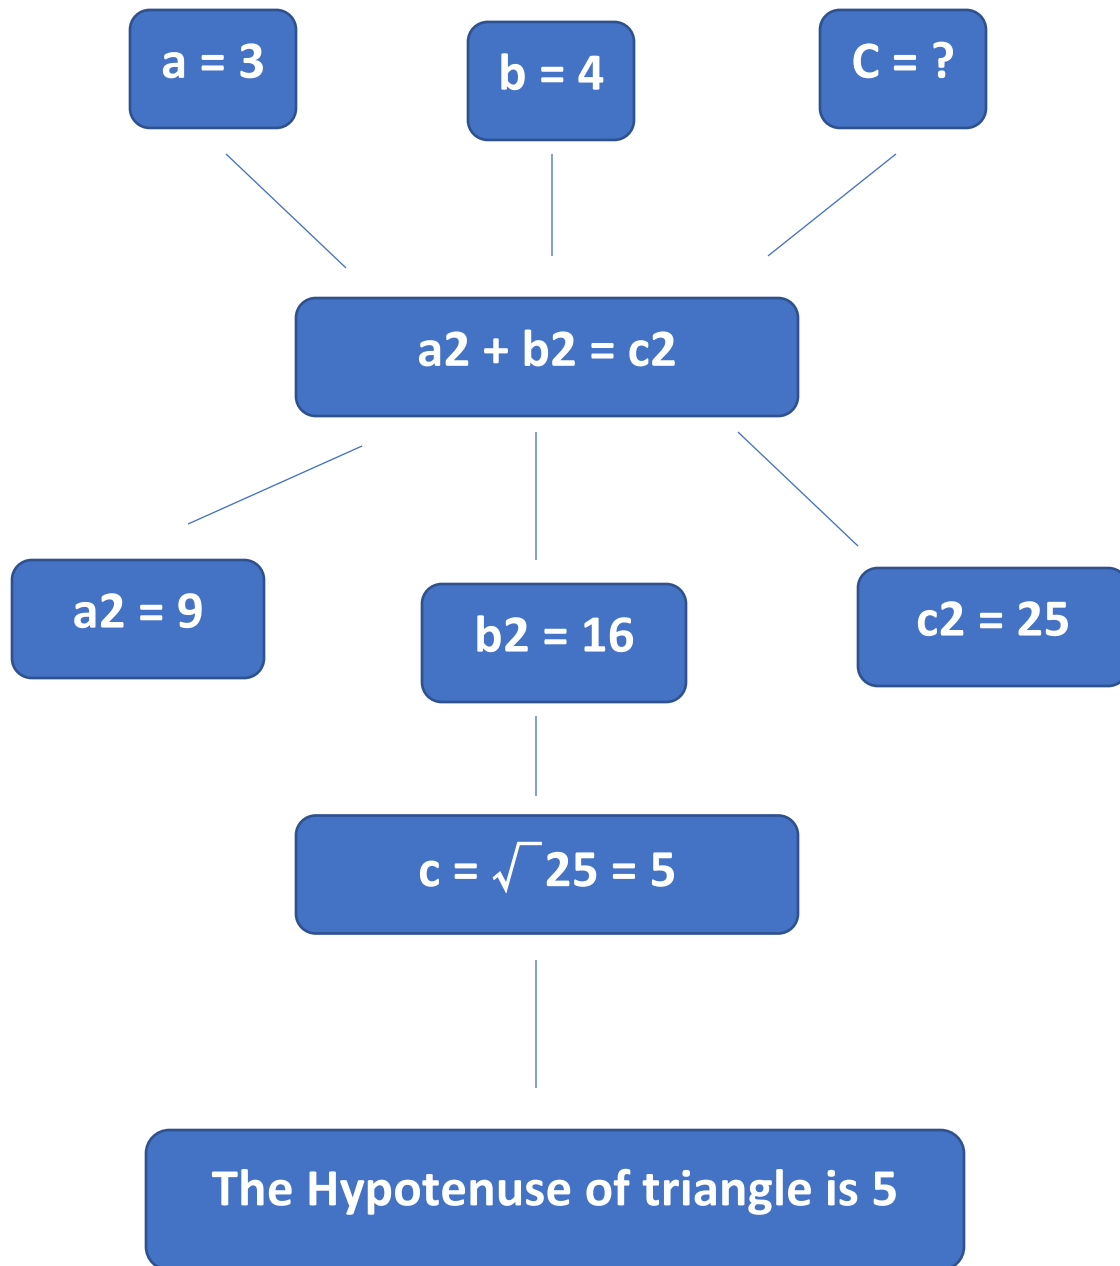 a = 3
b = 4
C = ?
a2 + b2 = c2
a2 = 9
b2 = 16
c2 = 25
c = √ 25 = 5
The Hypotenuse of triangle is 5